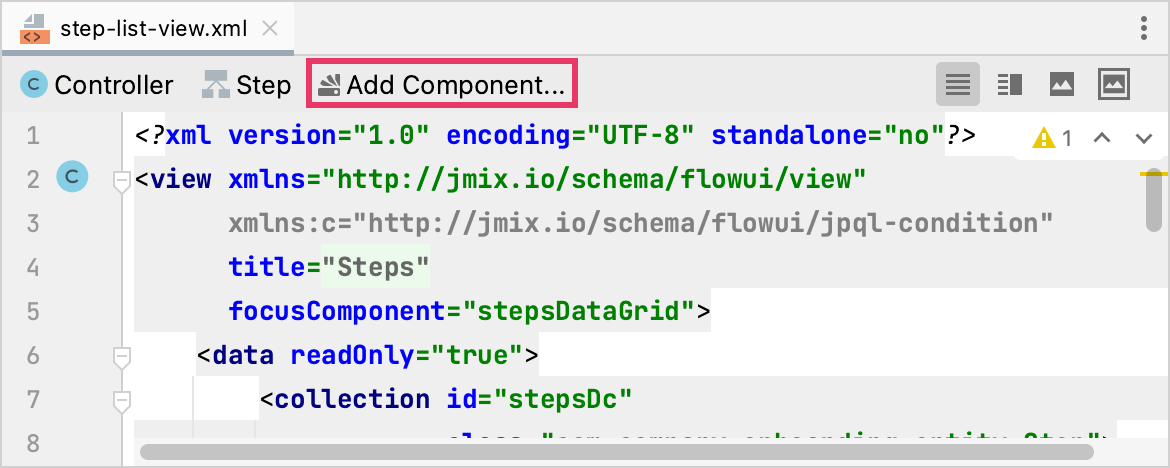 step-list-view.xml
C Controller Step Add Component...
1 <?xml version="1.0" encoding="UTF-8" standalone="no"?> 1
2 C <view xmlns="http://jmix.io/schema/flowui/view"
3 xmlns:c="http://jmix.io/schema/flowui/jpql-condition"
4 title="Steps"
5 focusComponent="stepsDataGrid">
6 <data readOnly="true">
7 <collection id="stepsDc"
8